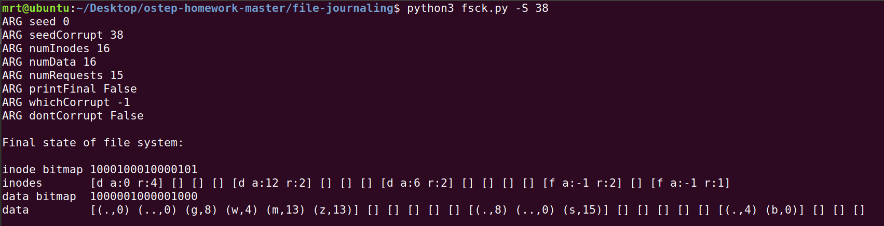 mrt@ubuntu:~/Desktop/ostep-homework-master/file-journaling$ python3 fsck.py -S 38
ARG seed 0
ARG seedCorrupt 38
ARG numInodes 16
ARG numData 16
ARG numRequests 15
ARG printFinal False
ARG whichCorrupt -1
ARG dontCorrupt False

Final state of file system:

inode bitmap 1000100010000101
inodes       [d a:0 r:4] [] [] [] [d a:12 r:2] [] [] [] [d a:6 r:2] [] [] [] [] [f a:-1 r:2] [] [f a:-1 r:1]
data bitmap  1000001000001000
data         [(.,0) (..,0) (g,8) (w,4) (m,13) (z,13)] [] [] [] [] [] [(.,8) (..,0) (s,15)] [] [] [] [] [] [(.,4) (b,0)] [] [] []